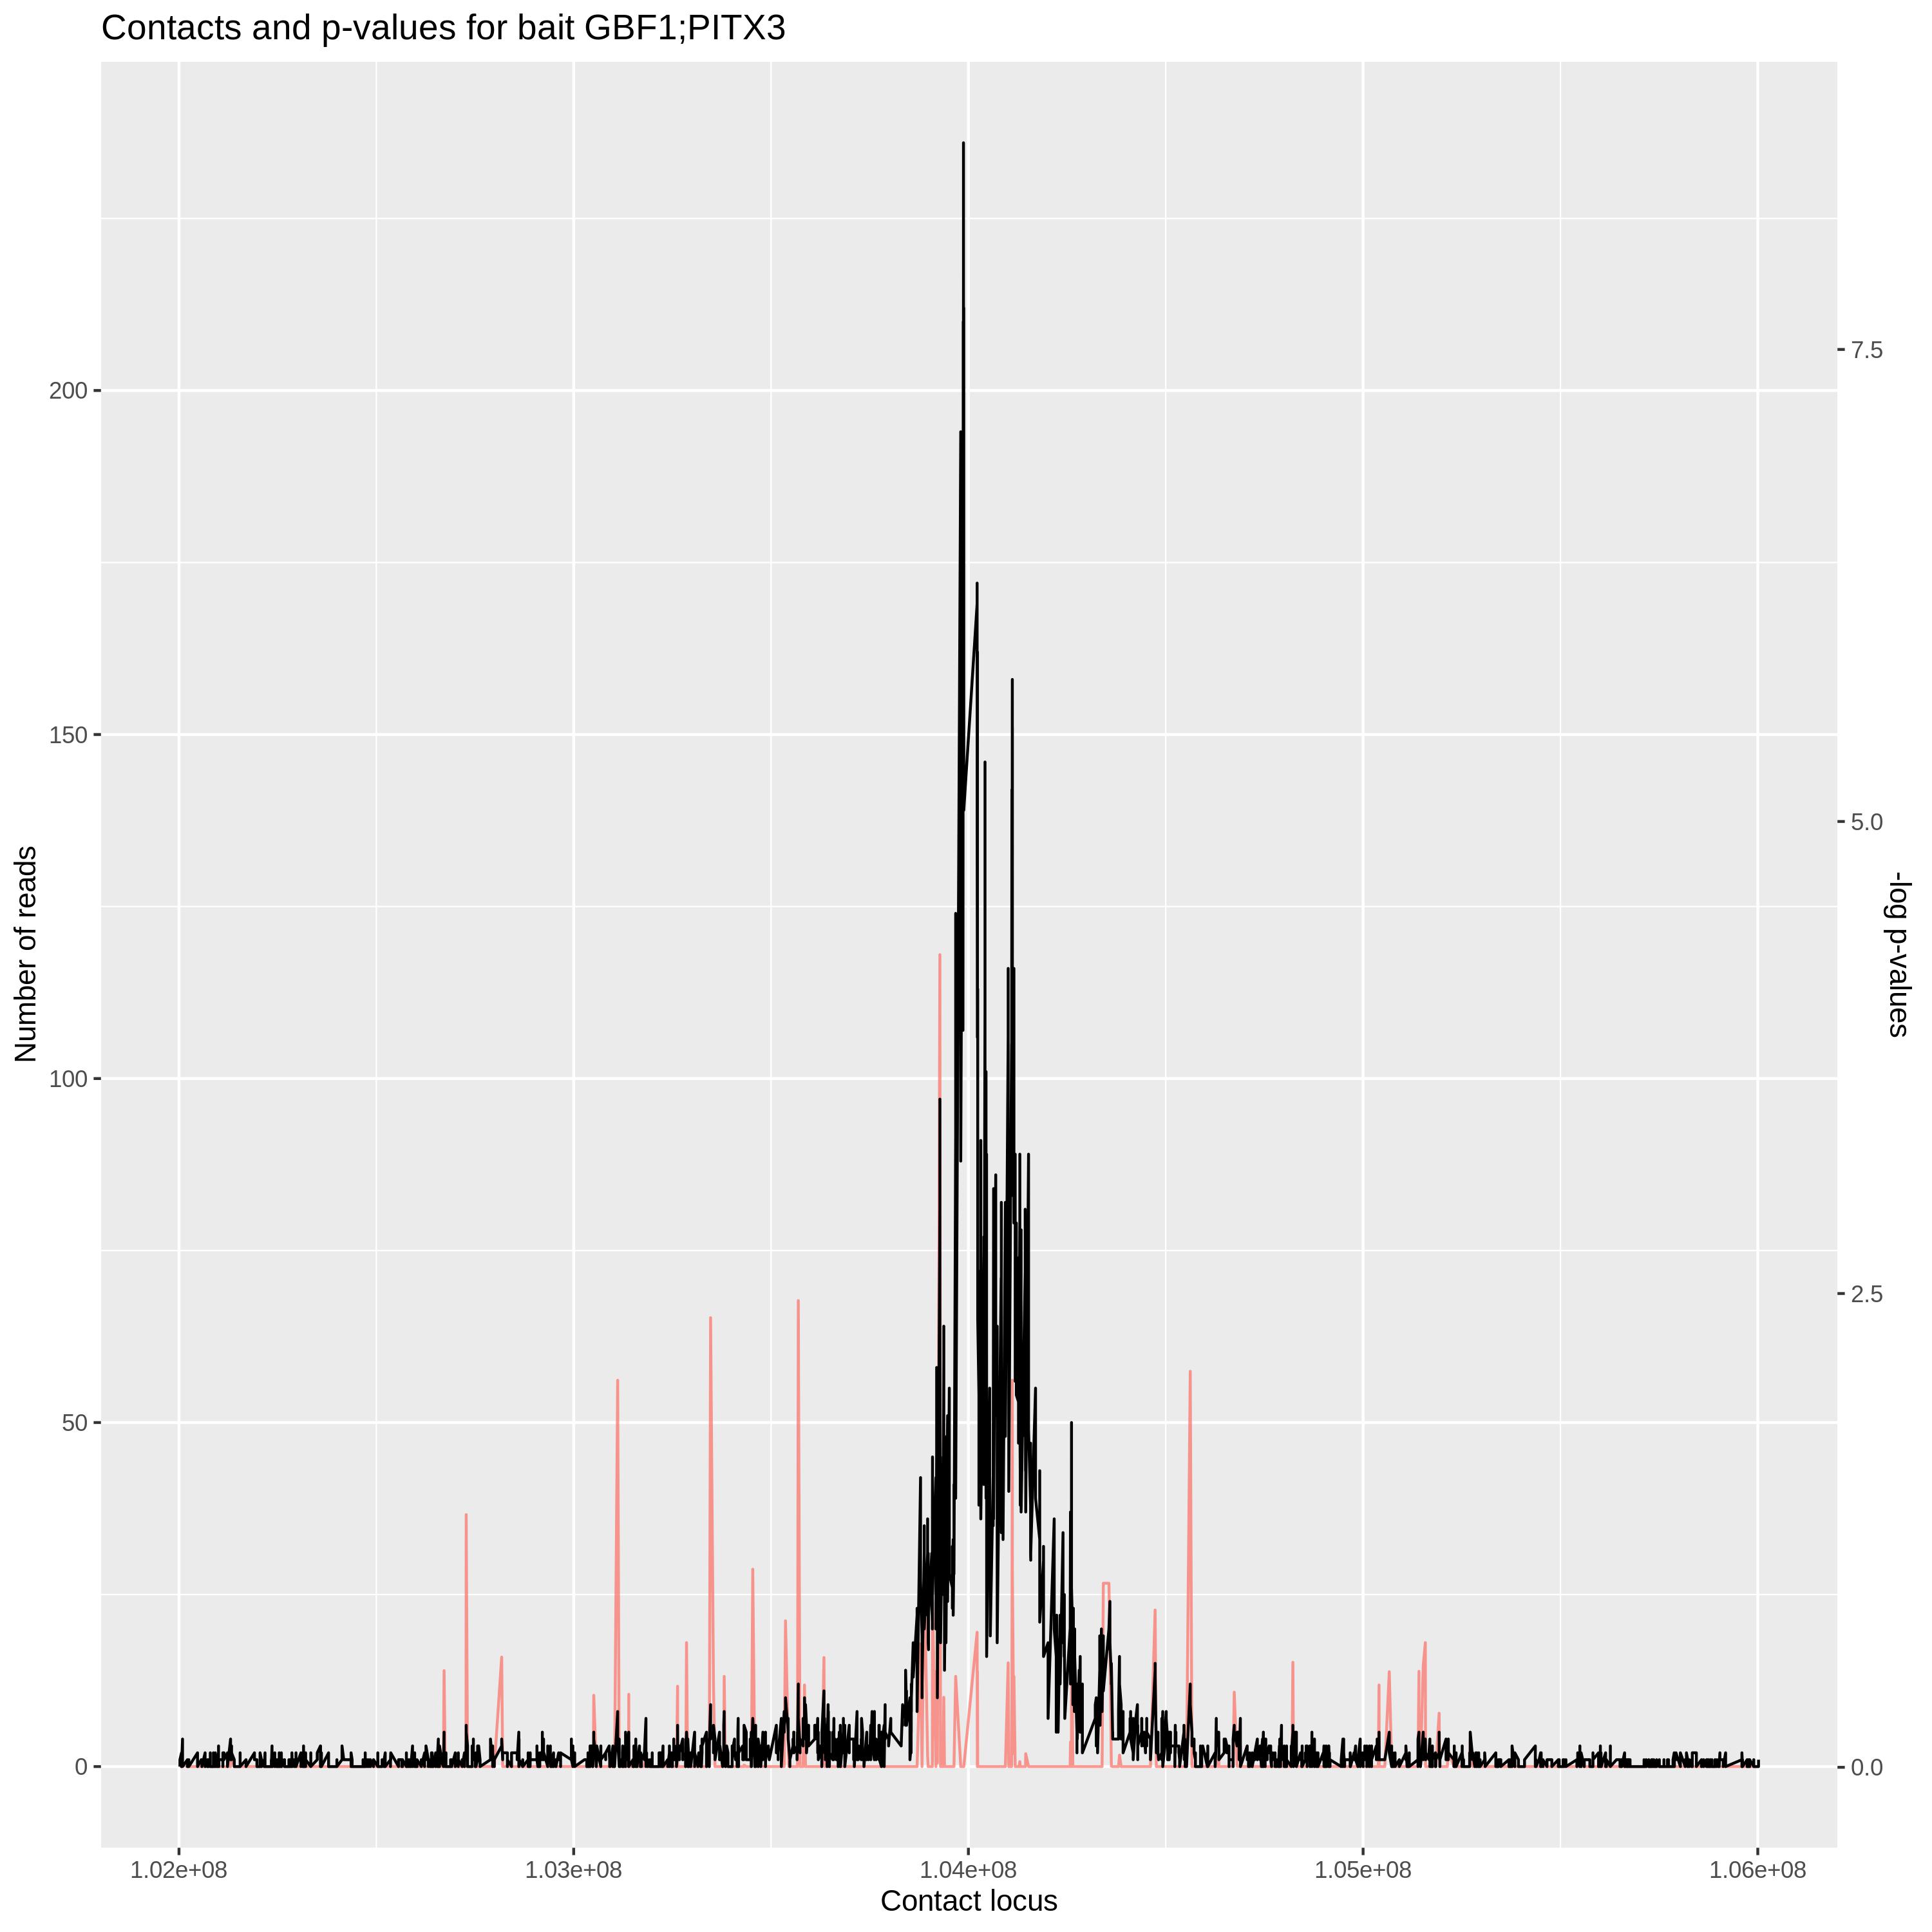 Contacts and p-values for bait GBF1;PITX3
Number of reads
200
150
100
50
0
7.5
5.0
2.5
0.0
-log p-values
1.02e+08
1.03e+08
1.04e+08
1.05e+08
1.06e+08
Contact locus